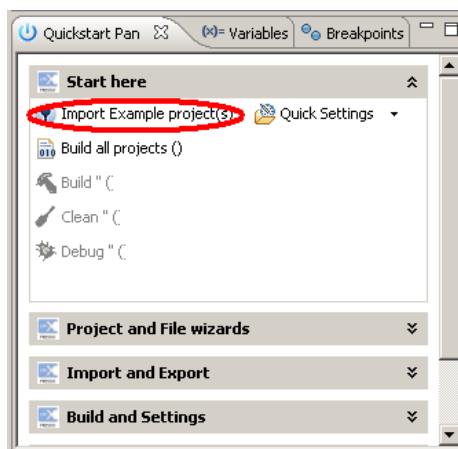 Quickstart Pan (x)= Variables Breakpoints
Start here
Import Example project(s) Quick Settings
010 Build all projects ()
Build '' (
Clean '' (
Debug '' (
Project and File wizards
Import and Export
Build and Settings